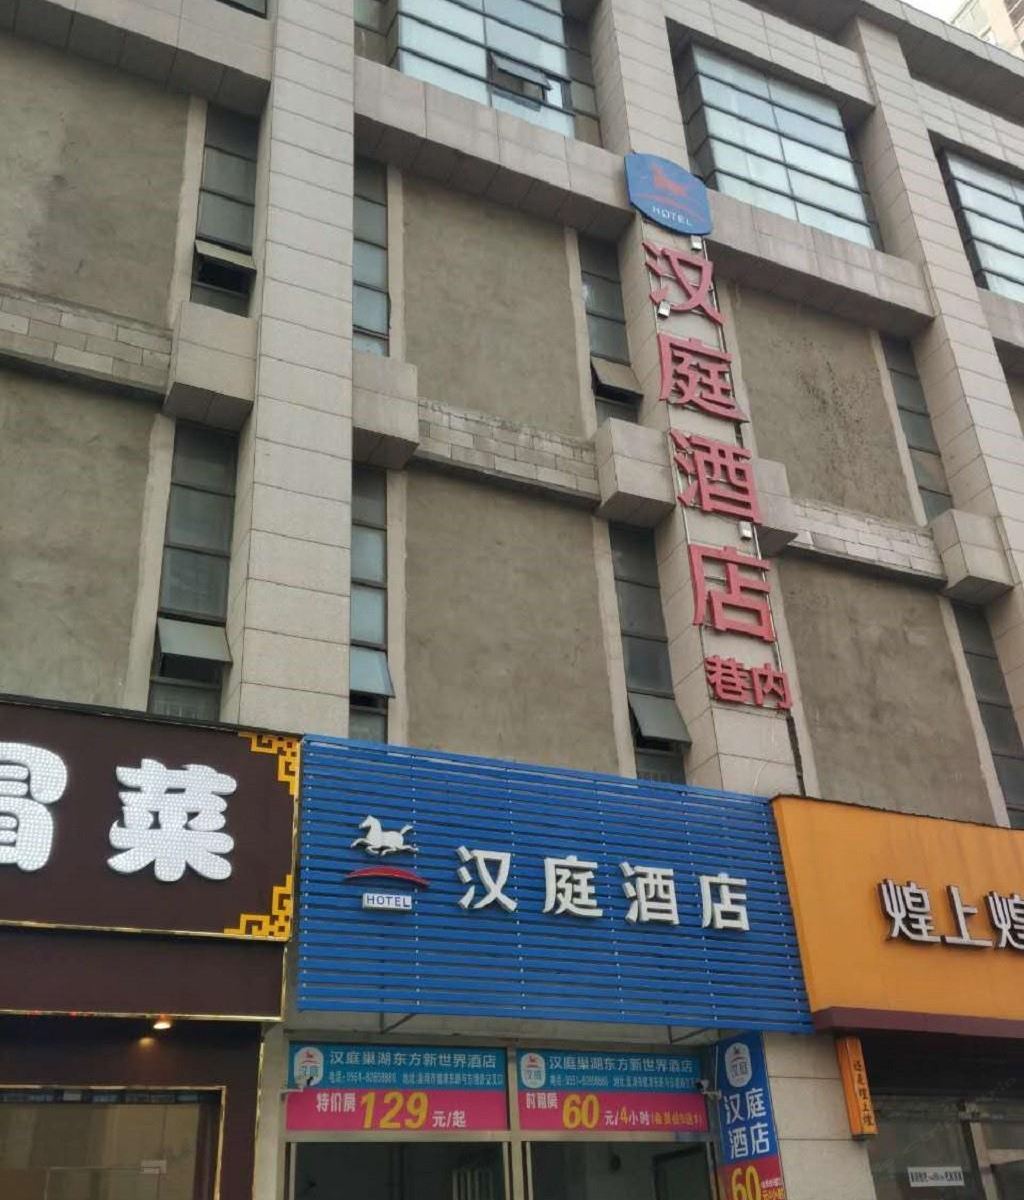 HOTEL
汉庭酒店
巷内
冒菜
HOTEL
汉庭酒店
煌上煌
汉庭巢湖东方新世界酒店
特价房129元/起
汉庭巢湖东方新世界酒店
时租房60元/4小时
汉庭
酒店
60